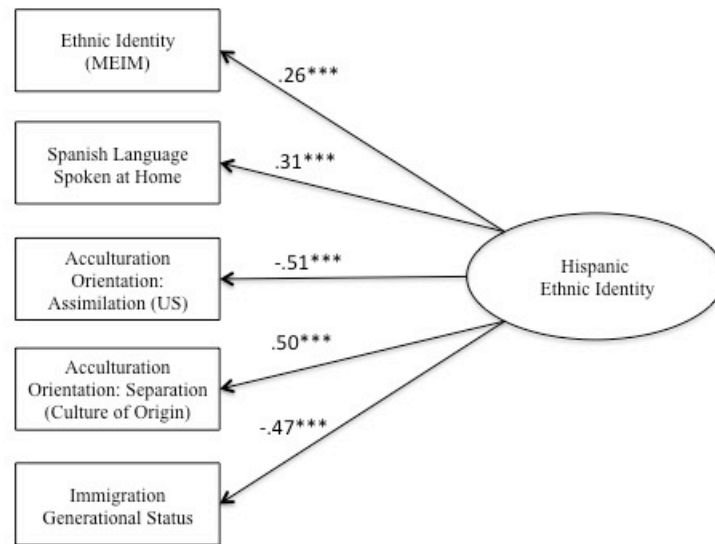 Ethnic Identity
(MEIM)
.26***
Spanish Language
Spoken at Home
.31***
Acculturation
Orientation:
Assimilation (US)
-.51***
Hispanic
Ethnic Identity
Acculturation
Orientation: Separation
(Culture of Origin)
.50***
-.47***
Immigration
Generational Status